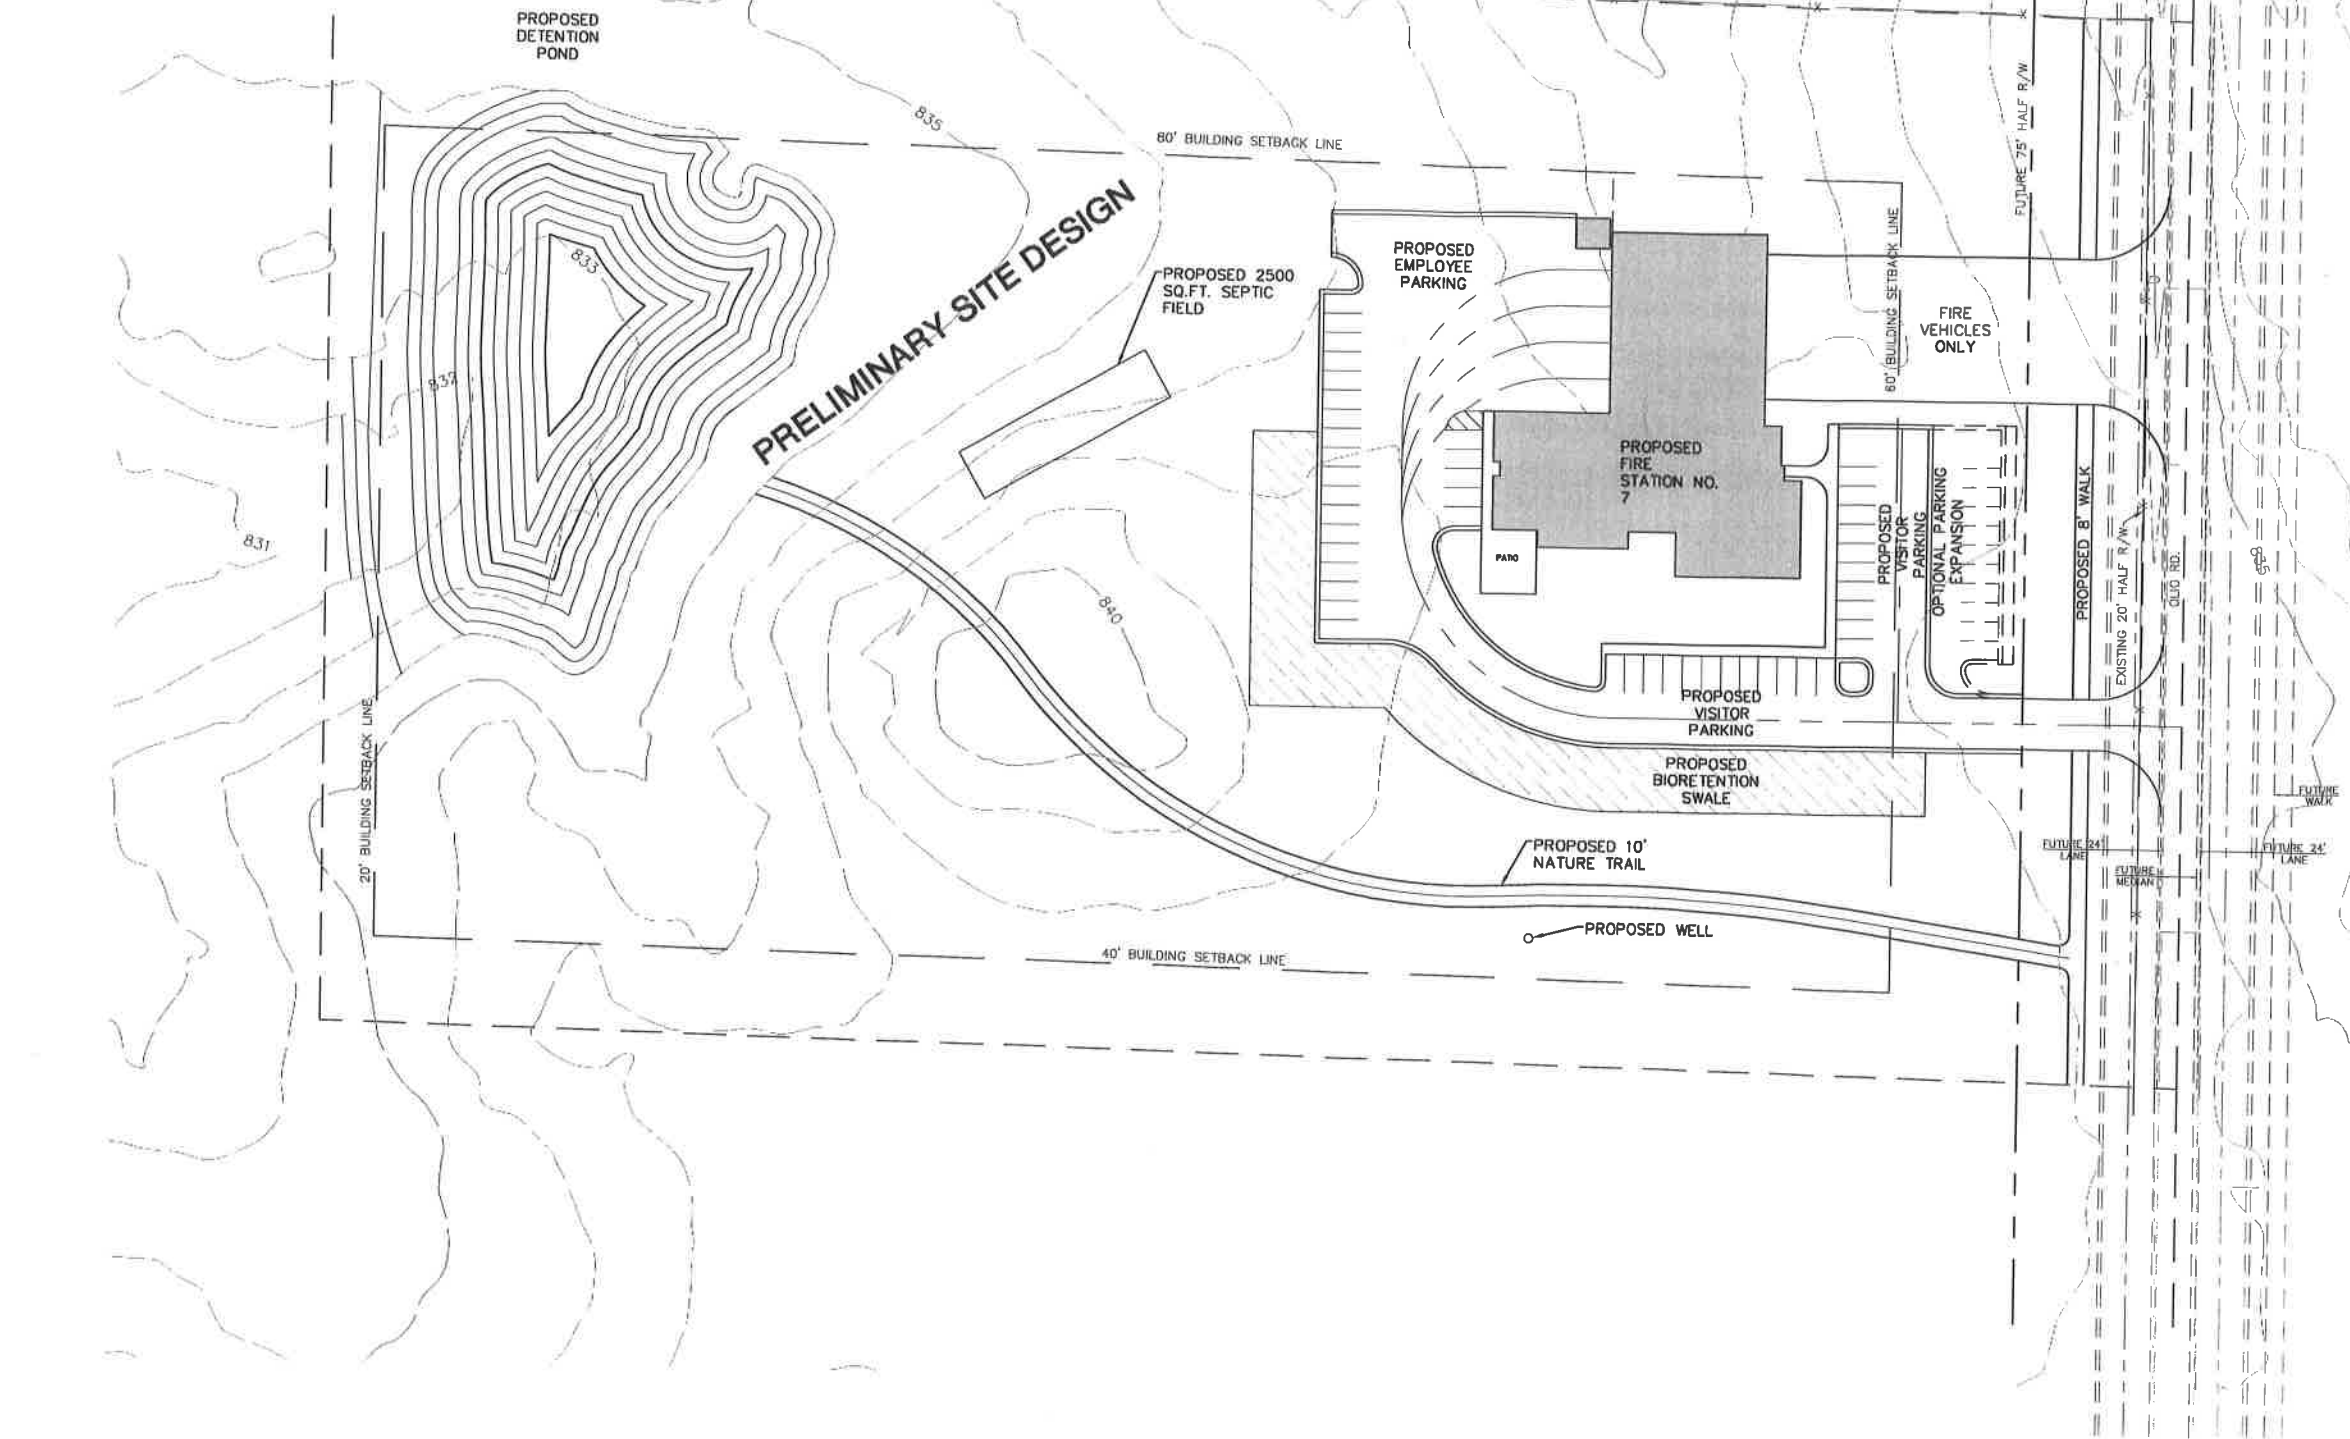 PROPOSED
DETENTION
POND
835
80' BUILDING SETBACK LINE
FUTURE 75' HALF R/W
PRELIMINARY SITE DESIGN
833
PROPOSED 2500
SQ.FT. SEPTIC
FIELD
PROPOSED
EMPLOYEE
PARKING
60' BUILDING SETBACK LINE
FIRE
VEHICLES
ONLY
832
831
PROPOSED
FIRE
STATION NO.
7
PATIO
PROPOSED
VISITOR
PARKING
OPTIONAL PARKING
EXPANSION
PROPOSED 8' WALK
EXISTING 20' HALF R/W
OLIO RD.
835
840
20' BUILDING SETBACK LINE
PROPOSED
VISITOR
PARKING
PROPOSED
BIORETENTION
SWALE
FUTURE
WALK
FUTURE 24'
LANE
FUTURE 24'
LANE
FUTURE
MEDIAN
PROPOSED 10'
NATURE TRAIL
PROPOSED WELL
40' BUILDING SETBACK LINE